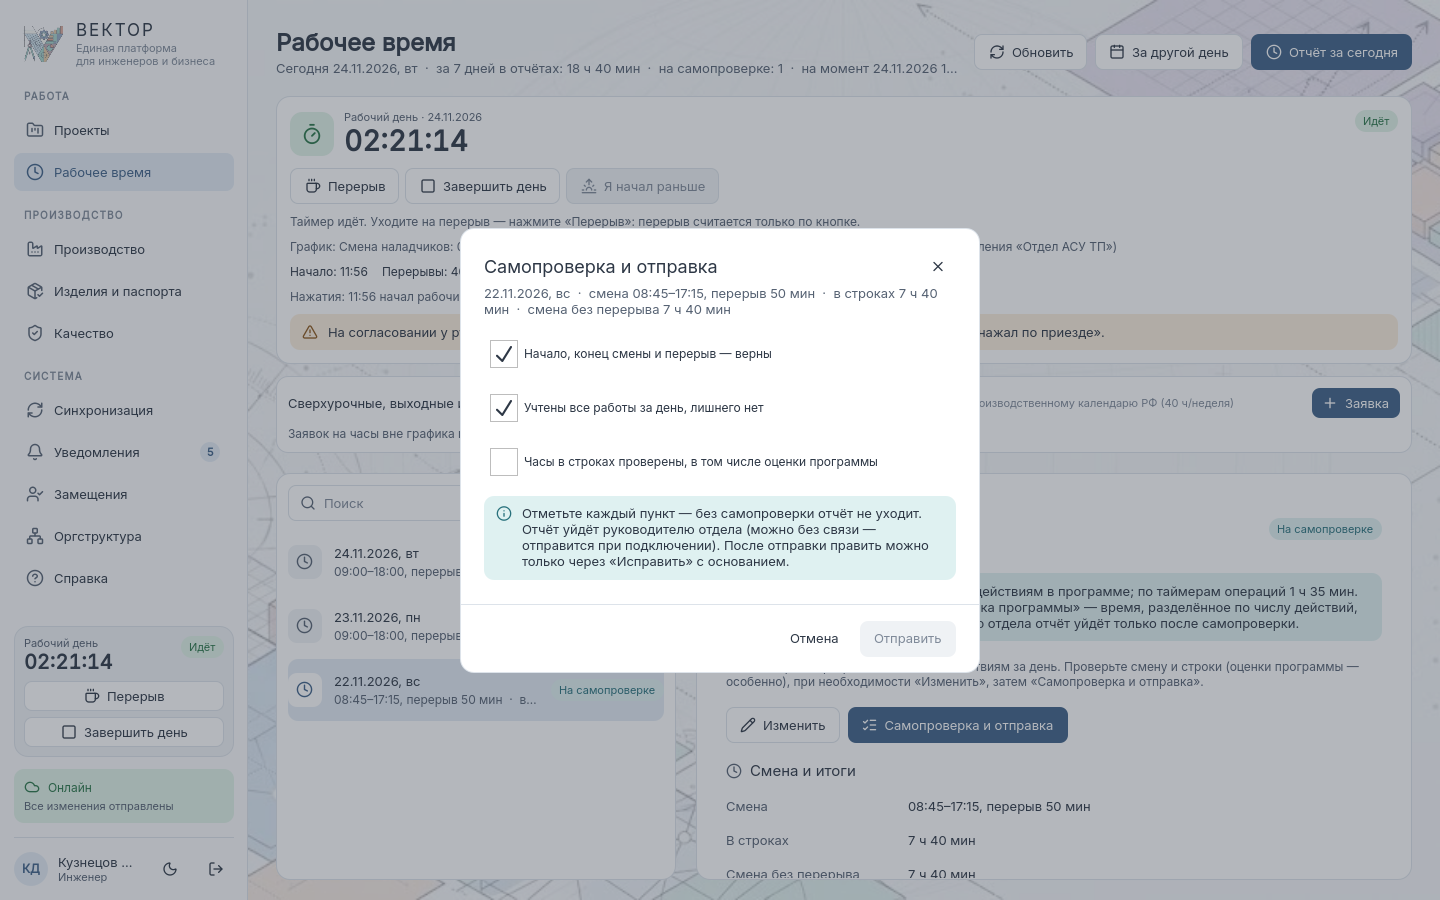 ВЕКТОР
Единая платформа
для инженеров и бизнеса
РАБОТА
Проекты
Рабочее время
ПРОИЗВОДСТВО
Производство
Изделия и паспорта
Качество
СИСТЕМА
Синхронизация
Уведомления
5
Замещения
Оргструктура
Справка
Рабочий день
Идёт
02:21:14
Перерыв
Завершить день
Онлайн
Все изменения отправлены
КД
Кузнецов ...
Инженер
Рабочее время
Сегодня 24.11.2026, вт · за 7 дней в отчётах: 18 ч 40 мин · на самопроверке: 1 · на момент 24.11.2026 1...
Обновить
За другой день
Отчёт за сегодня
Рабочий день · 24.11.2026
02:21:14
Идёт
Перерыв
Завершить день
Я начал раньше
Таймер идёт. Уходите на перерыв — нажмите «Перерыв»: перерыв считается только по кнопке.
График: Смена наладчиков:
«Отдел АСУ ТП»)
Начало: 11:56 Перерывы:
Нажатия: 11:56 начал
На согласовании у
нажал по приезде».
Сверхурочные, выходные
производственному календарю РФ (40 ч/неделя)
Заявка
Заявок на часы вне графика
Поиск
24.11.2026, вт
09:00–18:00, перерыв
23.11.2026, пн
09:00–18:00, перерыв
22.11.2026, вс
08:45–17:15, перерыв 50 мин · в...
На самопроверке
На самопроверке
действиям в программе; по таймерам операций 1 ч 35 мин.
программы» — время, разделённое по числу действий,
отдела отчёт уйдёт только после самопроверки.
за день. Проверьте смену и строки (оценки программы —
особенно), при необходимости «Изменить», затем «Самопроверка и отправка».
Изменить
Самопроверка и отправка
Смена и итоги
Смена
08:45–17:15, перерыв 50 мин
В строках
7 ч 40 мин
Смена без перерыва
7 ч 40 мин
Самопроверка и отправка
22.11.2026, вс · смена 08:45–17:15, перерыв 50 мин · в строках 7 ч 40
мин · смена без перерыва 7 ч 40 мин
Начало, конец смены и перерыв — верны
Учтены все работы за день, лишнего нет
Часы в строках проверены, в том числе оценки программы
Отметьте каждый пункт — без самопроверки отчёт не уходит.
Отчёт уйдёт руководителю отдела (можно без связи —
отправится при подключении). После отправки править можно
только через «Исправить» с основанием.
Отмена
Отправить